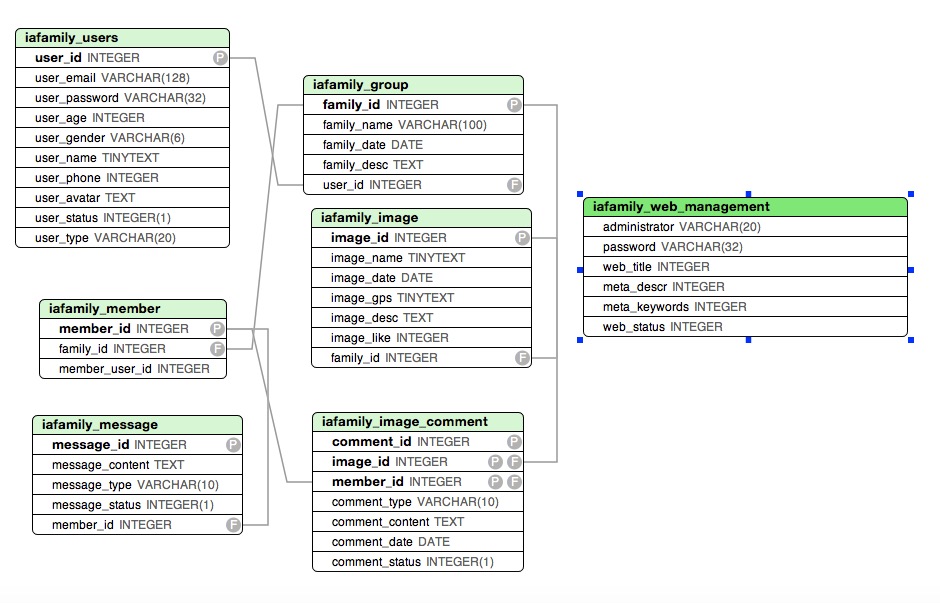 iafamily_users
user_id INTEGER P
user_email VARCHAR(128)
user_password VARCHAR(32)
user_age INTEGER
user_gender VARCHAR(6)
user_name TINYTEXT
user_phone INTEGER
user_avatar TEXT
user_status INTEGER(1)
user_type VARCHAR(20)
iafamily_group
family_id INTEGER P
family_name VARCHAR(100)
family_date DATE
family_desc TEXT
user_id INTEGER F
iafamily_image
image_id INTEGER P
image_name TINYTEXT
image_date DATE
image_gps TINYTEXT
image_desc TEXT
image_like INTEGER
family_id INTEGER F
iafamily_web_management
administrator VARCHAR(20)
password VARCHAR(32)
web_title INTEGER
meta_descr INTEGER
meta_keywords INTEGER
web_status INTEGER
iafamily_member
member_id INTEGER P
family_id INTEGER F
member_user_id INTEGER
iafamily_message
message_id INTEGER P
message_content TEXT
message_type VARCHAR(10)
message_status INTEGER(1)
member_id INTEGER F
iafamily_image_comment
comment_id INTEGER P
image_id INTEGER P F
member_id INTEGER P F
comment_type VARCHAR(10)
comment_content TEXT
comment_date DATE
comment_status INTEGER(1)